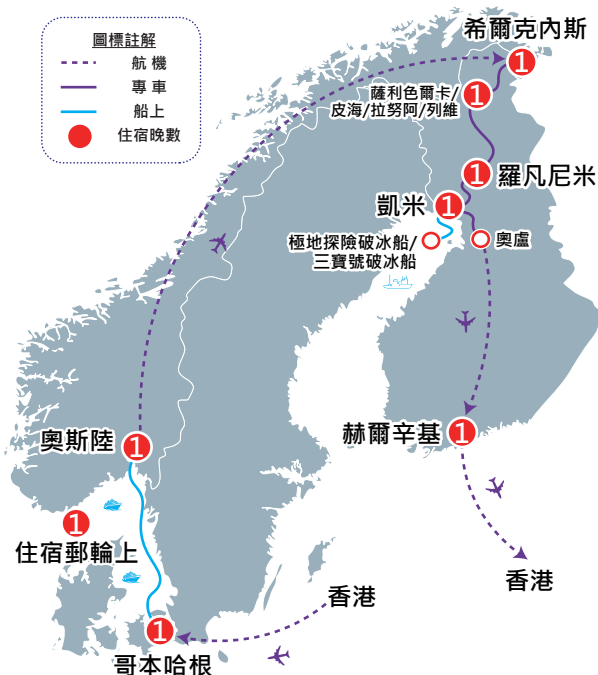 圖標註解
航機
專車
船上
住宿晚數
希爾克內斯
1
薩利色爾卡/
皮海/拉努阿/列維
1
羅凡尼米
1
凱米
1
極地探險破冰船/
三寶號破冰船
奧盧
赫爾辛基
1
奧斯陸
1
1
住宿郵輪上
香港
香港
1
哥本哈根